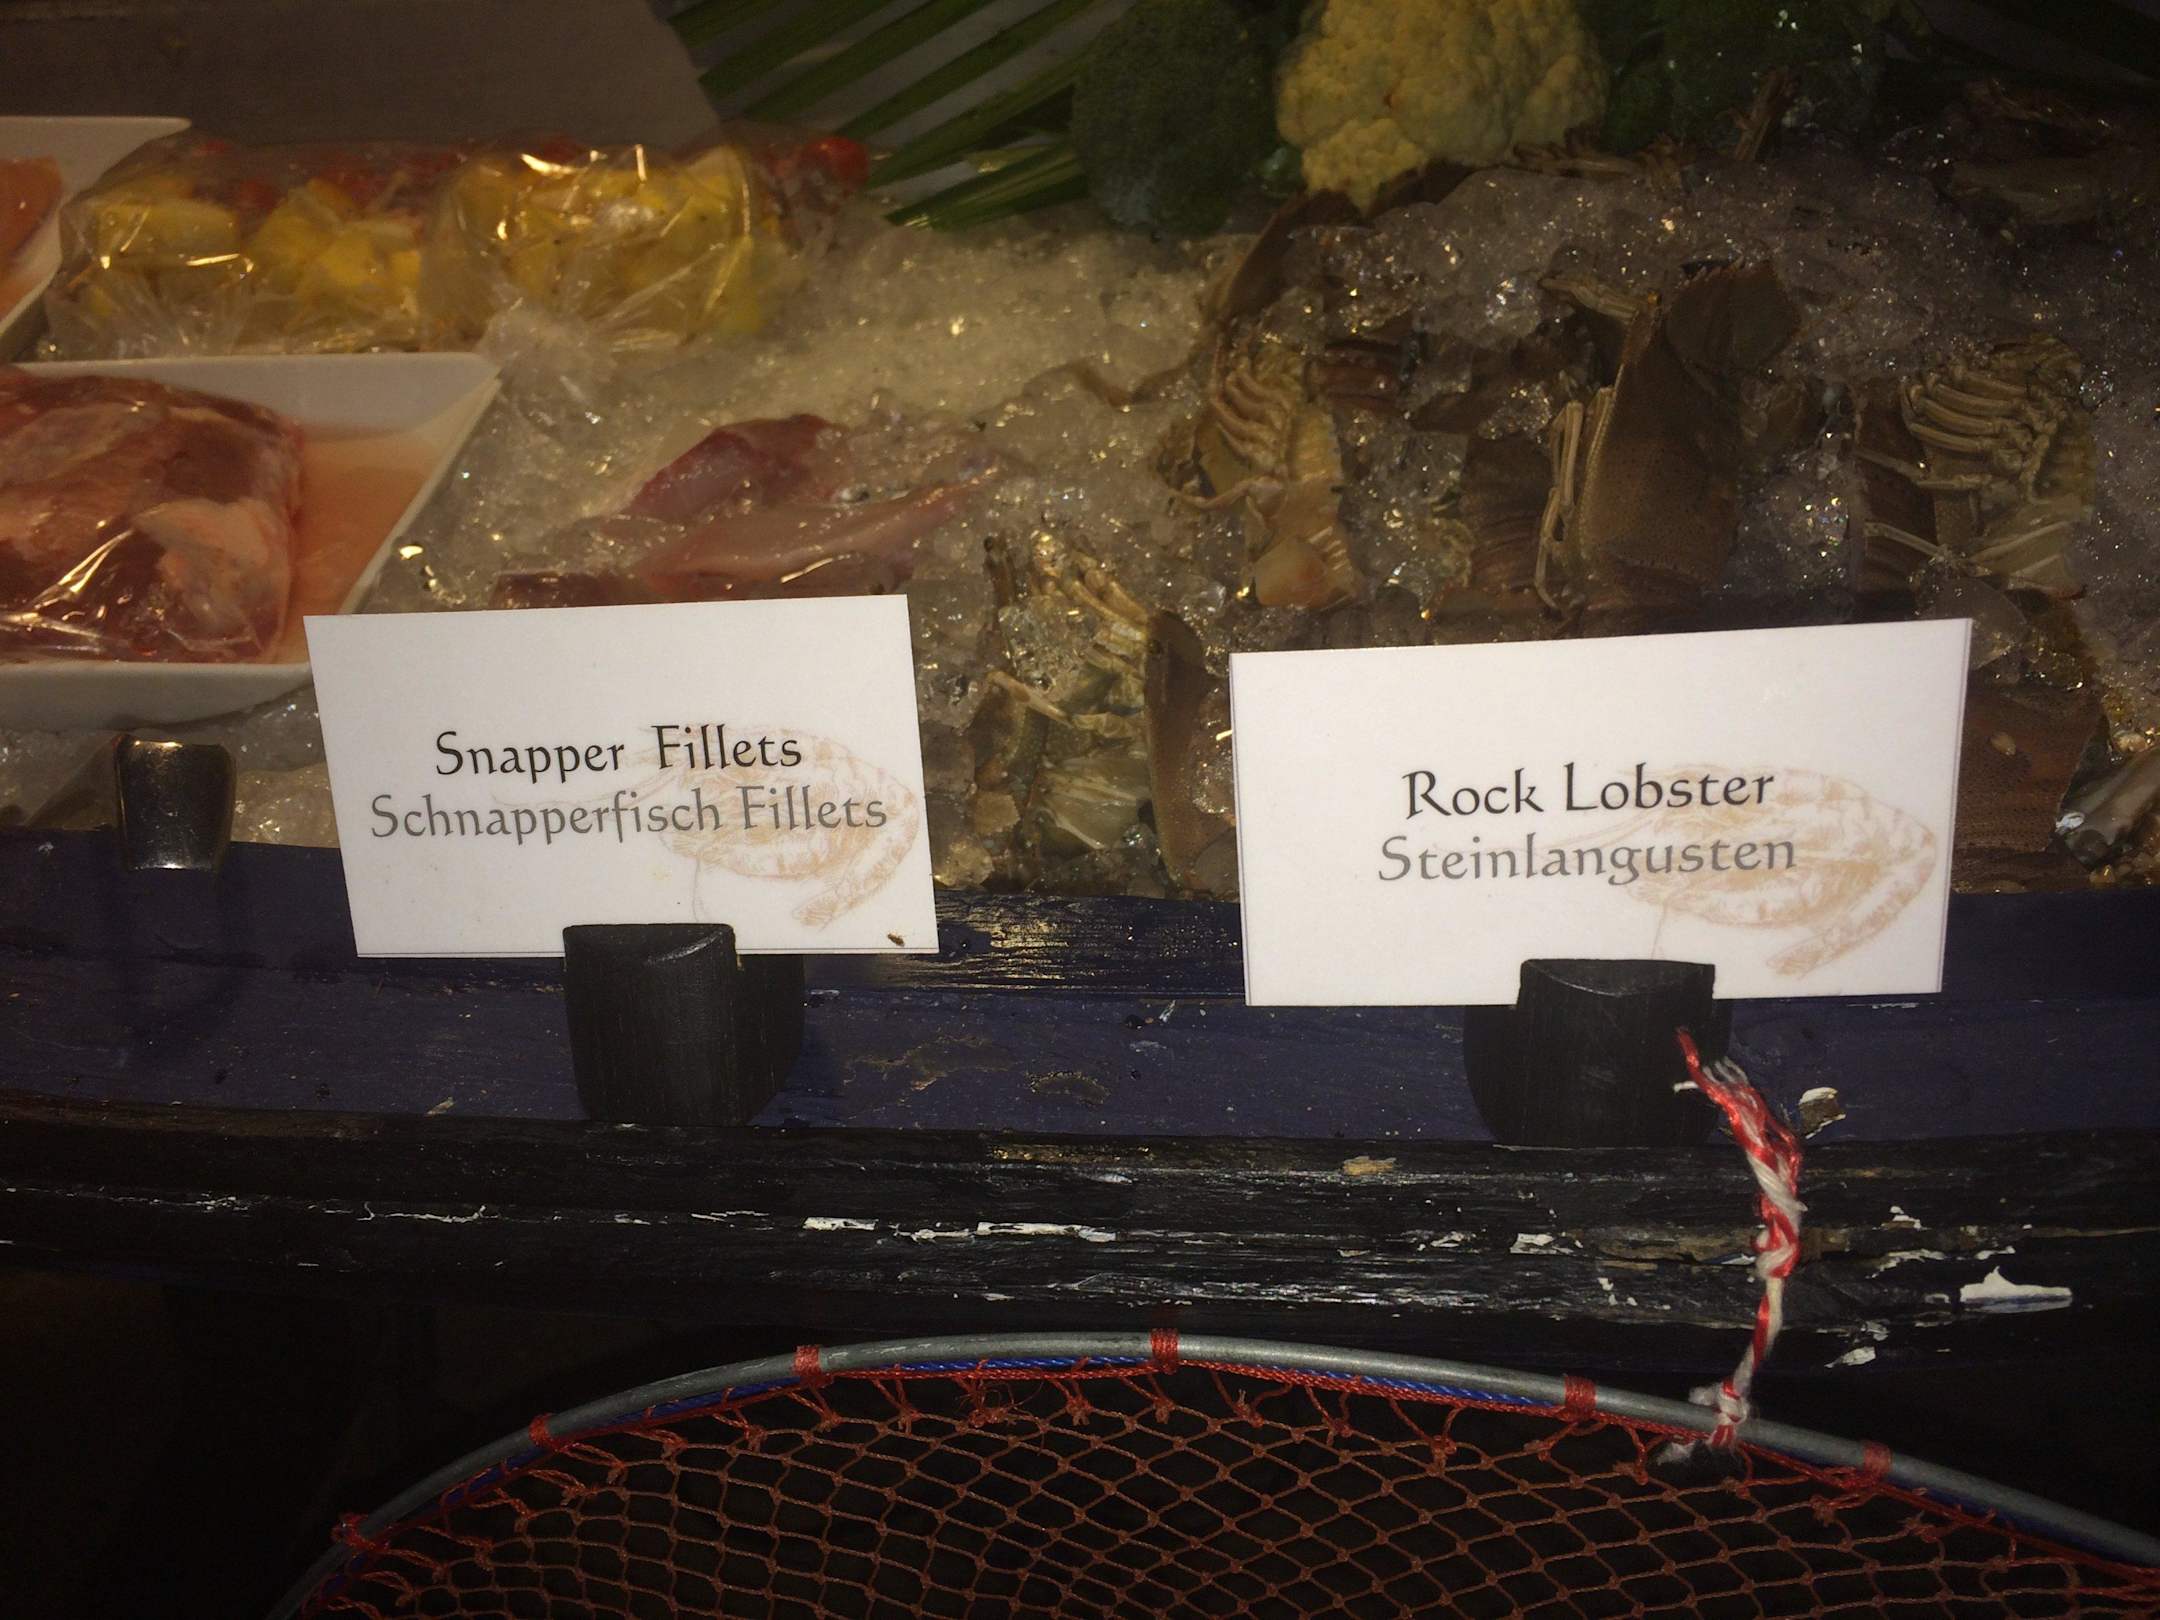 Snapper Fillets
Schnapperfisch Fillets
Rock Lobster
Steinlangusten